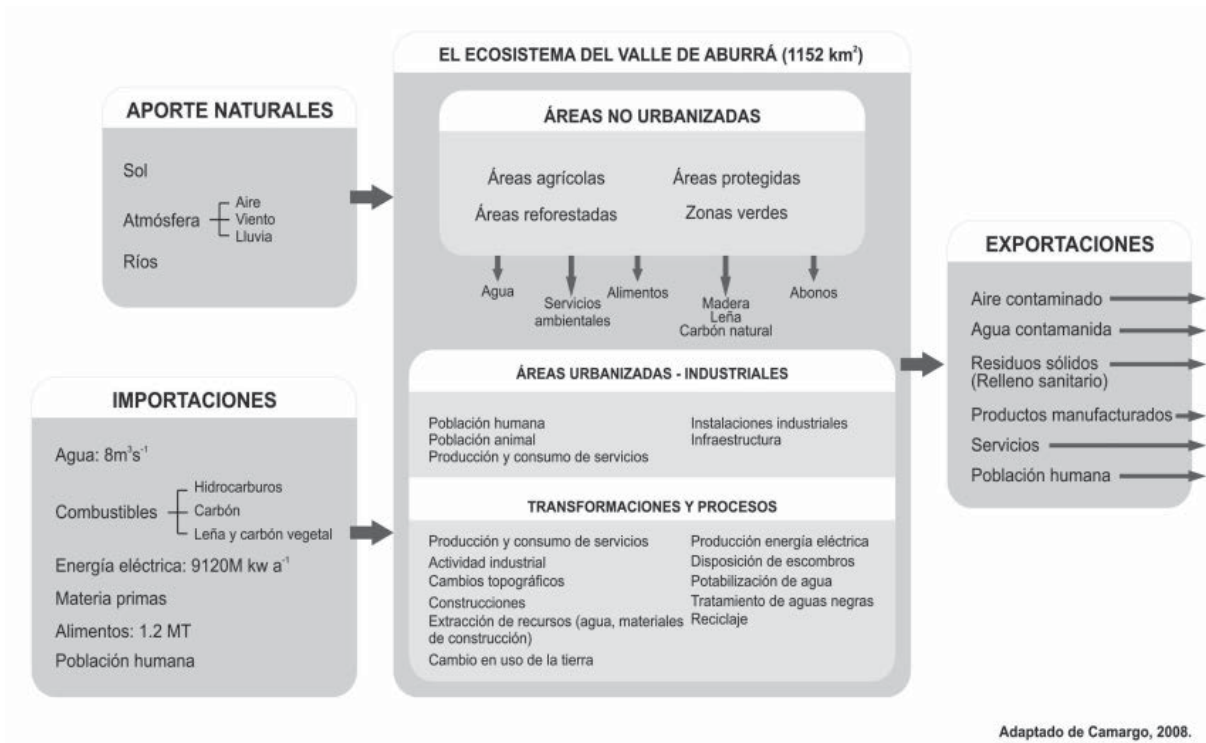 EL ECOSISTEMA DEL VALLE DE ABURRÁ (1152 km²)
APORTE NATURALES
Sol
Atmósfera
Aire
Viento
Lluvia
Ríos
IMPORTACIONES
Agua: 8m³s⁻¹
Combustibles
Hidrocarburos
Carbón
Leña y carbón vegetal
Energía eléctrica: 9120M kw a⁻¹
Materia primas
Alimentos: 1.2 MT
Población humana
ÁREAS NO URBANIZADAS
Áreas agrícolas
Áreas protegidas
Áreas reforestadas
Zonas verdes
Agua
Servicios
ambientales
Alimentos
Madera
Leña
Carbón natural
Abonos
ÁREAS URBANIZADAS - INDUSTRIALES
Población humana
Población animal
Producción y consumo de servicios
Instalaciones industriales
Infraestructura
TRANSFORMACIONES Y PROCESOS
Producción y consumo de servicios
Actividad industrial
Cambios topográficos
Construcciones
Extracción de recursos (agua, materiales
de construcción)
Cambio en uso de la tierra
Producción energía eléctrica
Disposición de escombros
Potabilización de agua
Tratamiento de aguas negras
Reciclaje
EXPORTACIONES
Aire contaminado
Agua contamanida
Residuos sólidos
(Relleno sanitario)
Productos manufacturados
Servicios
Población humana
Adaptado de Camargo, 2008.